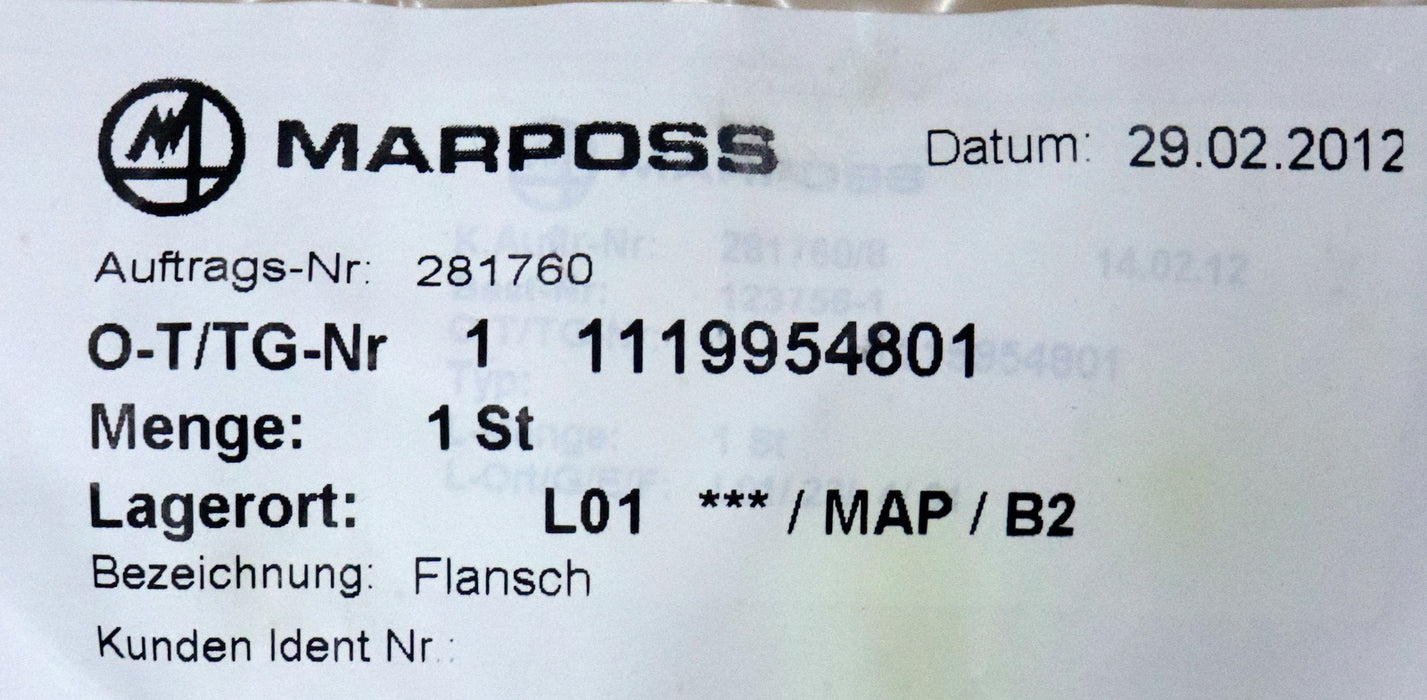 MARPOSS Datum: 29.02.2012
Auftrags-Nr: 281760
O-T/TG-Nr 1 1119954801
Menge: 1 St
Lagerort: L01 *** / MAP / B2
Bezeichnung: Flansch
Kunden Ident Nr.: